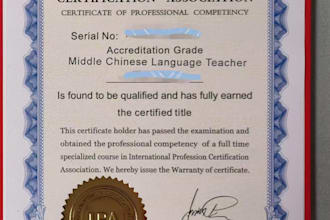 CERTIFICATION ASSOCIATION
CERTIFICATE OF PROFESSIONAL COMPETENCY
Serial No:
Accreditation Grade
Middle Chinese Language Teacher
Is found to be qualified and has fully earned
the certified title
This certificate holder has passed the examination and
obtained the professional competency of a full time
specialized course in International Profession Certification
Association. We hereby issue the Warranty of certificate.
IPA